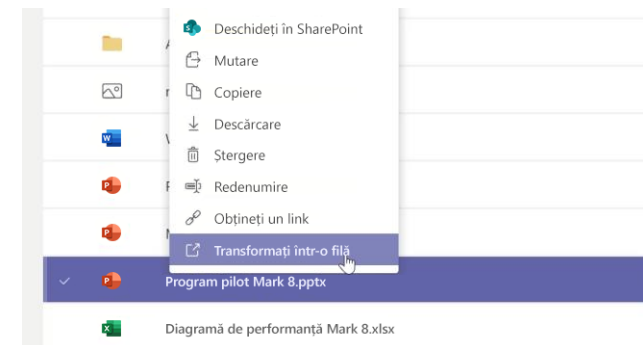 Deschideți în SharePoint
Mutare
Copiere
Descărcare
Ștergere
Redenumire
Obțineți un link
Transformați într-o filă
Program pilot Mark 8.pptx
Diagramă de performanță Mark 8.xlsx